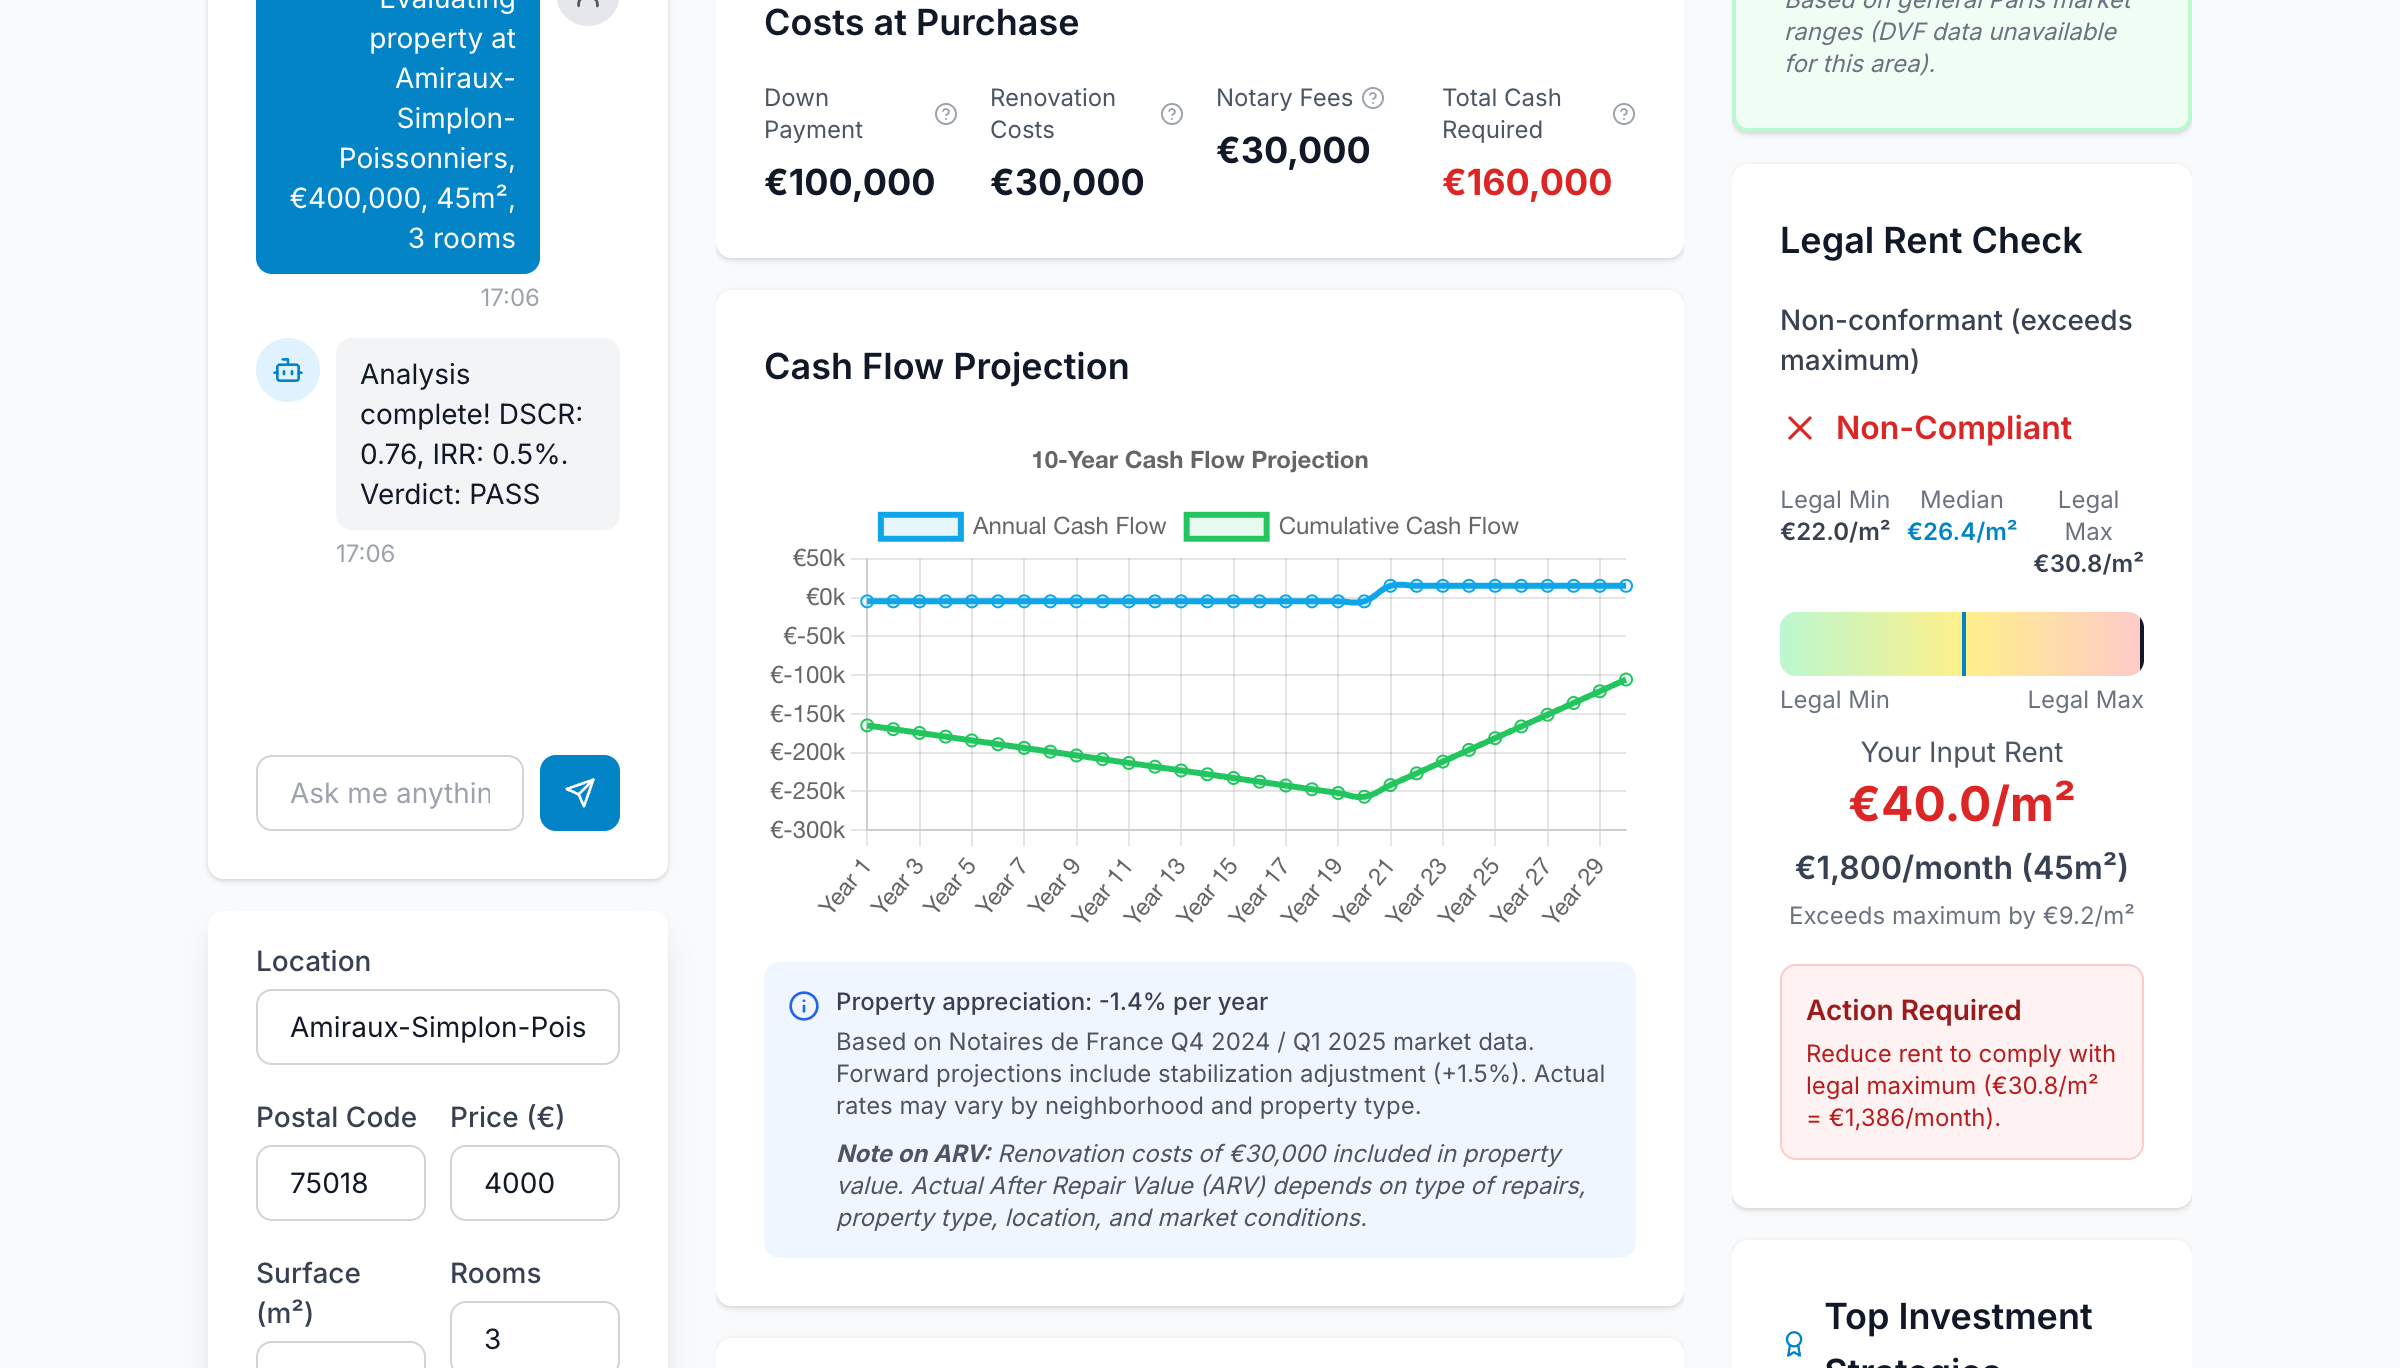 Evaluating
property at
Amiraux-
Simplon-
Poissonniers,
€400,000, 45m²,
3 rooms
17:06
Analysis
complete! DSCR:
0.76, IRR: 0.5%.
Verdict: PASS
17:06
Ask me anythin
Location
Amiraux-Simplon-Pois
Postal Code
Price (€)
75018
4000
Surface
(m²)
Rooms
3
Costs at Purchase
Down
Payment
€100,000
Renovation
Costs
€30,000
Notary Fees
€30,000
Total Cash
Required
€160,000
Cash Flow Projection
10-Year Cash Flow Projection
Annual Cash Flow
Cumulative Cash Flow
€50k
€0k
€-50k
€-100k
€-150k
€-200k
€-250k
€-300k
Year 1
Year 3
Year 5
Year 7
Year 9
Year 11
Year 13
Year 15
Year 17
Year 19
Year 21
Year 23
Year 25
Year 27
Year 29
Property appreciation: -1.4% per year
Based on Notaires de France Q4 2024 / Q1 2025 market data.
Forward projections include stabilization adjustment (+1.5%). Actual
rates may vary by neighborhood and property type.
Note on ARV: Renovation costs of €30,000 included in property
value. Actual After Repair Value (ARV) depends on type of repairs,
property type, location, and market conditions.
Based on general Paris market
ranges (DVF data unavailable
for this area).
Legal Rent Check
Non-conformant (exceeds
maximum)
Non-Compliant
Legal Min
€22.0/m²
Median
€26.4/m²
Legal
Max
€30.8/m²
Legal Min
Legal Max
Your Input Rent
€40.0/m²
€1,800/month (45m²)
Exceeds maximum by €9.2/m²
Action Required
Reduce rent to comply with
legal maximum (€30.8/m²
= €1,386/month).
Top Investment
Strategies